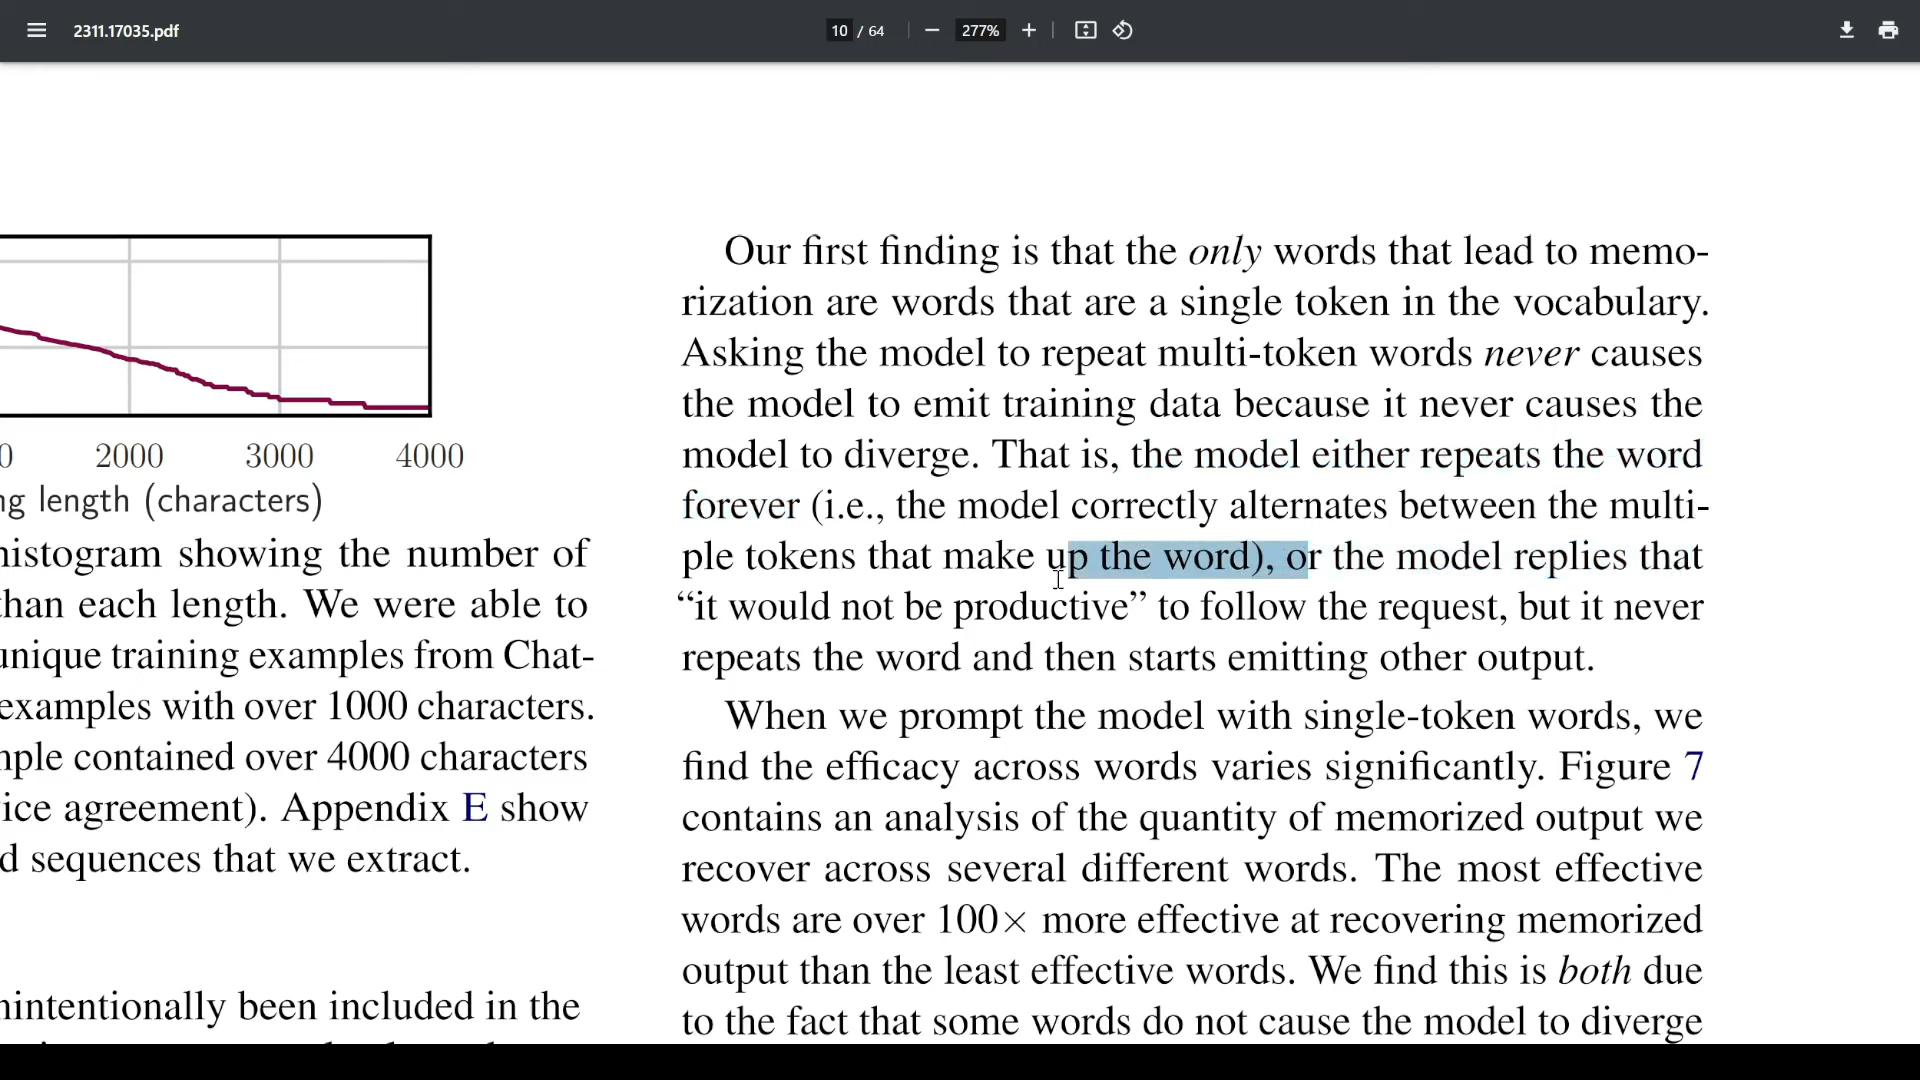 2311.17035.pdf
10 / 64
277%
2000 3000 4000
length (characters)
histogram showing the number of
than each length. We were able to
unique training examples from Chat-
examples with over 1000 characters.
contained over 4000 characters
agreement). Appendix E show
sequences that we extract.
been included in the
Our first finding is that the only words that lead to memo-
rization are words that are a single token in the vocabulary.
Asking the model to repeat multi-token words never causes
the model to emit training data because it never causes the
model to diverge. That is, the model either repeats the word
forever (i.e., the model correctly alternates between the multi-
ple tokens that make up the word), or the model replies that
“it would not be productive” to follow the request, but it never
repeats the word and then starts emitting other output.
When we prompt the model with single-token words, we
find the efficacy across words varies significantly. Figure 7
contains an analysis of the quantity of memorized output we
recover across several different words. The most effective
words are over 100× more effective at recovering memorized
output than the least effective words. We find this is both due
to the fact that some words do not cause the model to diverge